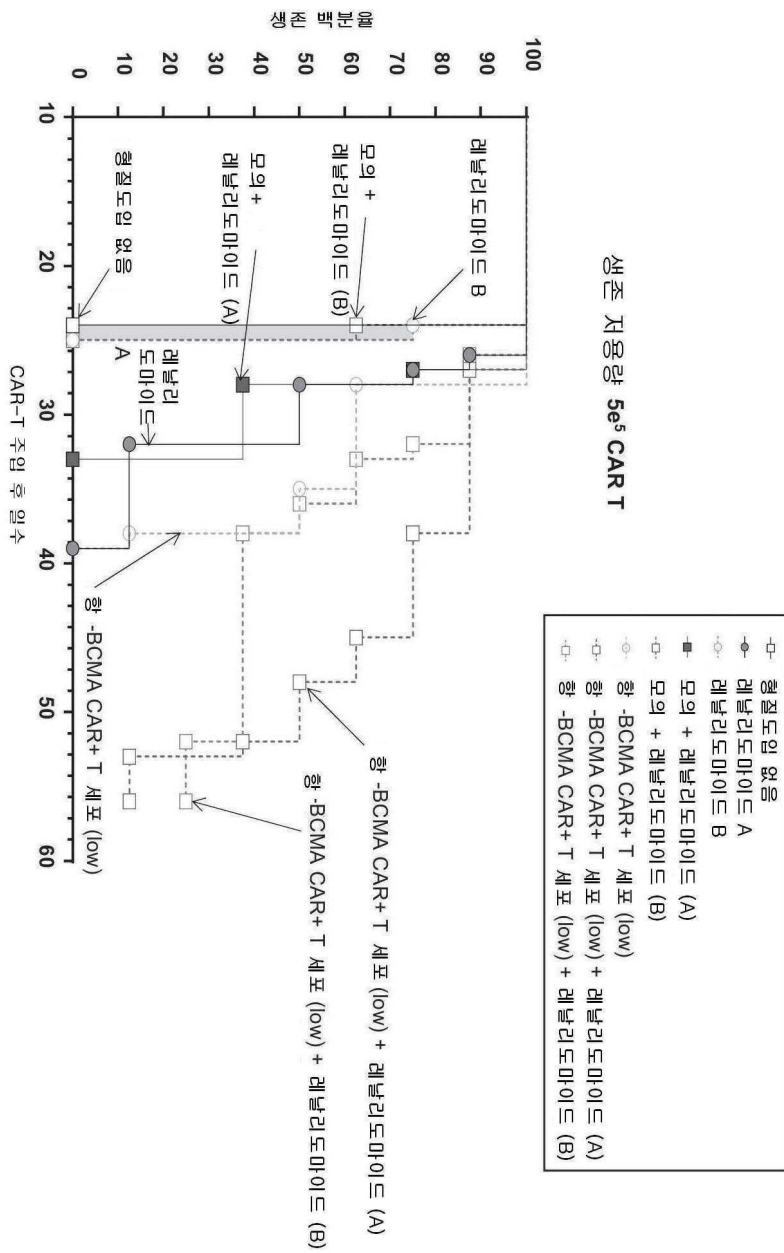 생존 저용량 5e⁵ CAR T
생존 백분율
100
90
80
70
60
50
40
30
20
10
0
10
20
30
40
50
60
CAR-T 주입 후 일수
레날리도마이드 B
모의 +
레날리도마이드 (B)
모의+
레날리도마이드 (A)
형질도입 없음
레날리
도마이드
A
항 -BCMA CAR+ T 세포 (low)
항 -BCMA CAR+ T 세포 (low) + 레날리도마이드 (A)
항 -BCMA CAR+ T 세포 (low) + 레날리도마이드 (B)
형질도입 없음
레날리도마이드 A
레날리도마이드 B
모의 + 레날리도마이드 (A)
모의 + 레날리도마이드 (B)
항 -BCMA CAR+ T 세포 (low)
항 -BCMA CAR+ T 세포 (low) + 레날리도마이드 (A)
항 -BCMA CAR+ T 세포 (low) + 레날리도마이드 (B)